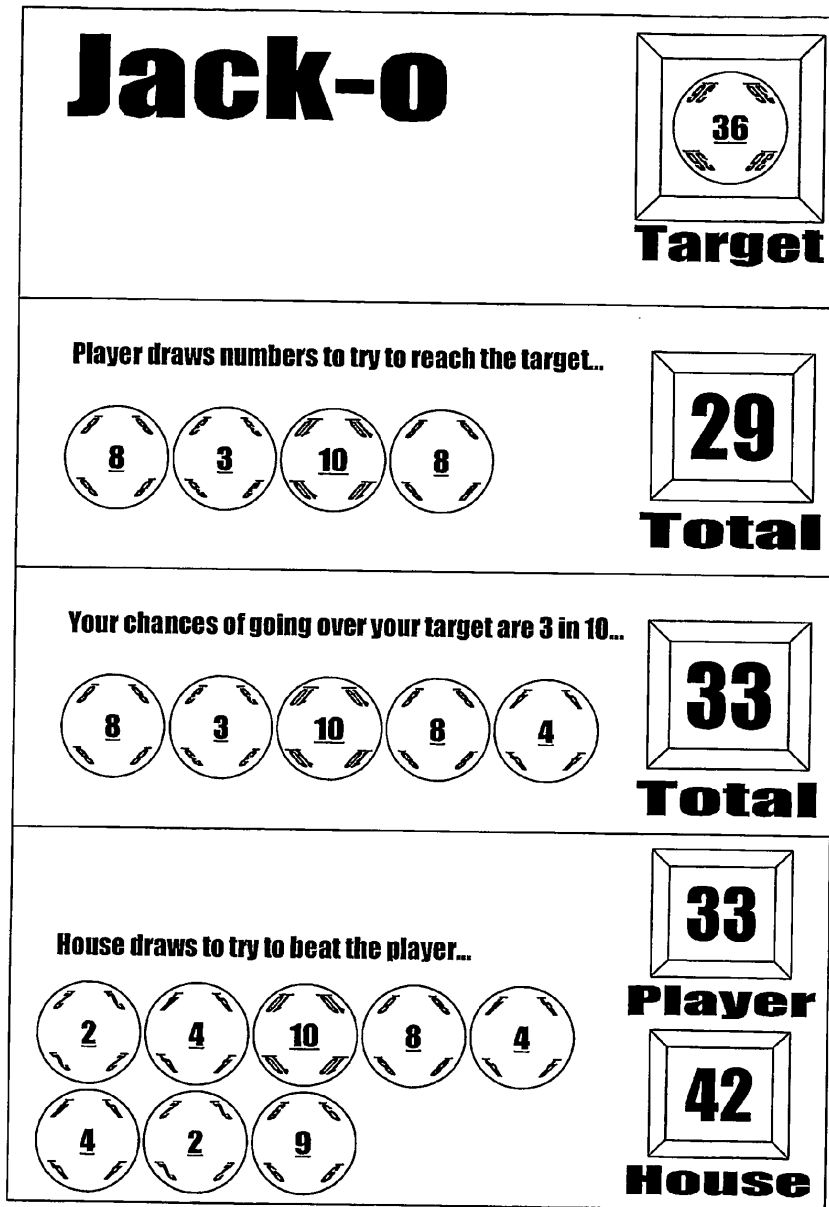 Jack-o
36
Target
Player draws numbers to try to reach the target...
8 3 10 8
29
Total
Your chances of going over your target are 3 in 10...
8 3 10 8 4
33
Total
33
Player
House draws to try to beat the player...
2 4 10 8 4
4 2 9
42
House